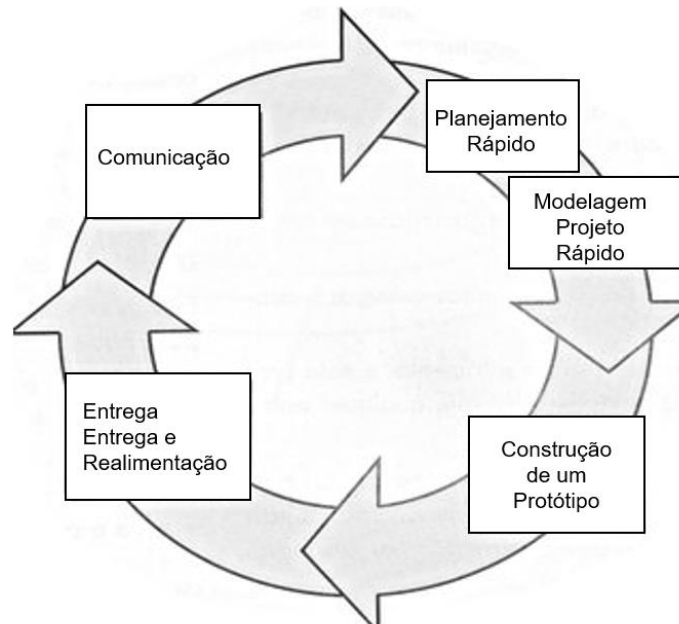 Comunicação
Planejamento
Rápido
Modelagem
Projeto
Rápido
Construção
de um
Protótipo
Entrega
Entrega e
Realimentação